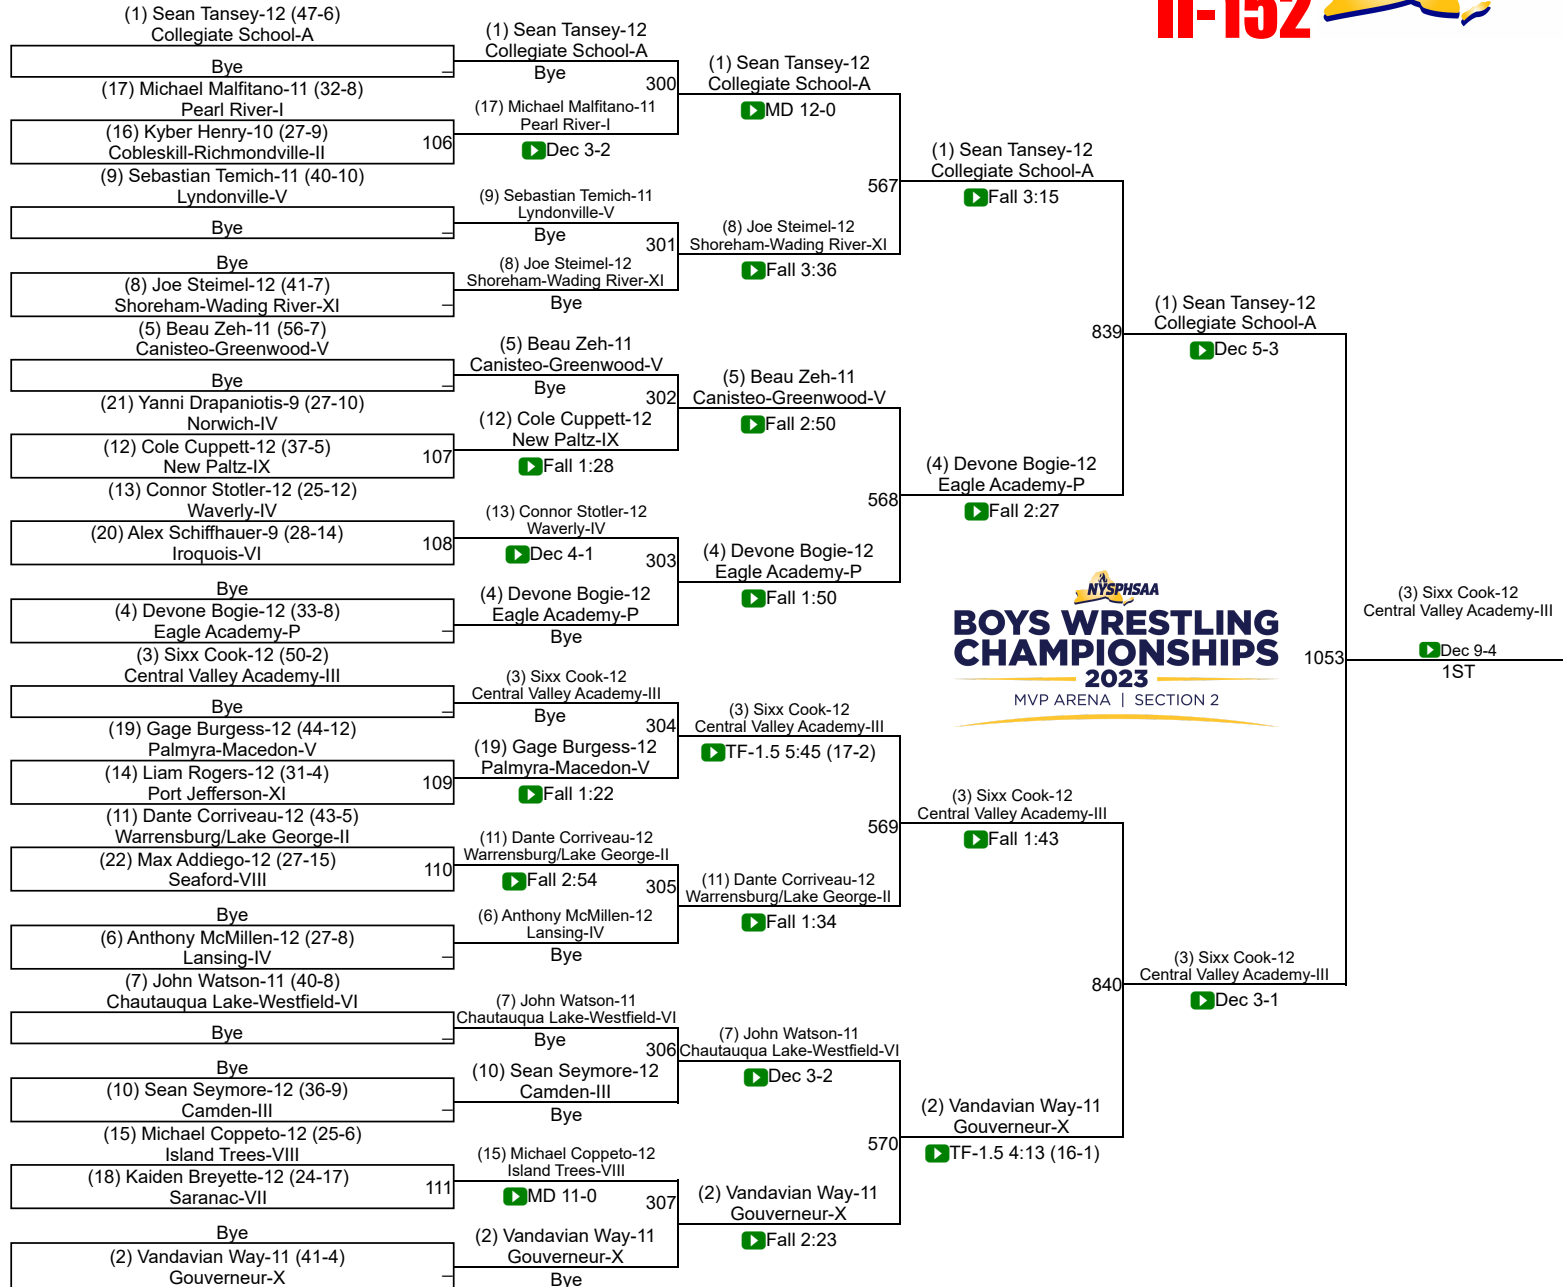 II-152
(1) Sean Tansey-12 (47-6)
Collegiate School-A
Bye
(17) Michael Malfitano-11 (32-8)
Pearl River-I
(16) Kyber Henry-10 (27-9)
Cobleskill-Richmondville-II
106
(9) Sebastian Temich-11 (40-10)
Lyndonville-V
Bye
Bye
(8) Joe Steimel-12 (41-7)
Shoreham-Wading River-XI
(5) Beau Zeh-11 (56-7)
Canisteo-Greenwood-V
Bye
(21) Yanni Drapaniotis-9 (27-10)
Norwich-IV
(12) Cole Cuppett-12 (37-5)
New Paltz-IX
107
(13) Connor Stotler-12 (25-12)
Waverly-IV
(20) Alex Schiffhauer-9 (28-14)
Iroquois-VI
108
Bye
(4) Devone Bogie-12 (33-8)
Eagle Academy-P
(3) Sixx Cook-12 (50-2)
Central Valley Academy-III
Bye
(19) Gage Burgess-12 (44-12)
Palmyra-Macedon-V
(14) Liam Rogers-12 (31-4)
Port Jefferson-XI
109
(11) Dante Corriveau-12 (43-5)
Warrensburg/Lake George-II
(22) Max Addiego-12 (27-15)
Seaford-VIII
110
Bye
(6) Anthony McMillen-12 (27-8)
Lansing-IV
(7) John Watson-11 (40-8)
Chautauqua Lake-Westfield-VI
Bye
Bye
(10) Sean Seymore-12 (36-9)
Camden-III
(15) Michael Coppeto-12 (25-6)
Island Trees-VIII
(18) Kaiden Breyette-12 (24-17)
Saranac-VII
111
Bye
(2) Vandavian Way-11 (41-4)
Gouverneur-X
(1) Sean Tansey-12
Collegiate School-A
Bye
300
(17) Michael Malfitano-11
Pearl River-I
Dec 3-2
(9) Sebastian Temich-11
Lyndonville-V
Bye
301
(8) Joe Steimel-12
Shoreham-Wading River-XI
Bye
(5) Beau Zeh-11
Canisteo-Greenwood-V
Bye
302
(12) Cole Cuppett-12
New Paltz-IX
Fall 1:28
(13) Connor Stotler-12
Waverly-IV
Dec 4-1
303
(4) Devone Bogie-12
Eagle Academy-P
Bye
(3) Sixx Cook-12
Central Valley Academy-III
Bye
304
(19) Gage Burgess-12
Palmyra-Macedon-V
Fall 1:22
(11) Dante Corriveau-12
Warrensburg/Lake George-II
Fall 2:54
305
(6) Anthony McMillen-12
Lansing-IV
Bye
(7) John Watson-11
Chautauqua Lake-Westfield-VI
Bye
306
(10) Sean Seymore-12
Camden-III
Bye
(15) Michael Coppeto-12
Island Trees-VIII
MD 11-0
307
(2) Vandavian Way-11
Gouverneur-X
Bye
(1) Sean Tansey-12
Collegiate School-A
MD 12-0
567
(8) Joe Steimel-12
Shoreham-Wading River-XI
Fall 3:36
(5) Beau Zeh-11
Canisteo-Greenwood-V
Fall 2:50
568
(4) Devone Bogie-12
Eagle Academy-P
Fall 1:50
(3) Sixx Cook-12
Central Valley Academy-III
TF-1.5 5:45 (17-2)
569
(11) Dante Corriveau-12
Warrensburg/Lake George-II
Fall 1:34
(7) John Watson-11
Chautauqua Lake-Westfield-VI
Dec 3-2
570
(2) Vandavian Way-11
Gouverneur-X
Fall 2:23
(1) Sean Tansey-12
Collegiate School-A
Fall 3:15
839
(4) Devone Bogie-12
Eagle Academy-P
Fall 2:27
(3) Sixx Cook-12
Central Valley Academy-III
Fall 1:43
840
(2) Vandavian Way-11
Gouverneur-X
TF-1.5 4:13 (16-1)
(1) Sean Tansey-12
Collegiate School-A
Dec 5-3
1053
(3) Sixx Cook-12
Central Valley Academy-III
Dec 3-1
(3) Sixx Cook-12
Central Valley Academy-III
Dec 9-4
1ST
NYSPHSAA
BOYS WRESTLING
CHAMPIONSHIPS
2023
MVP ARENA | SECTION 2